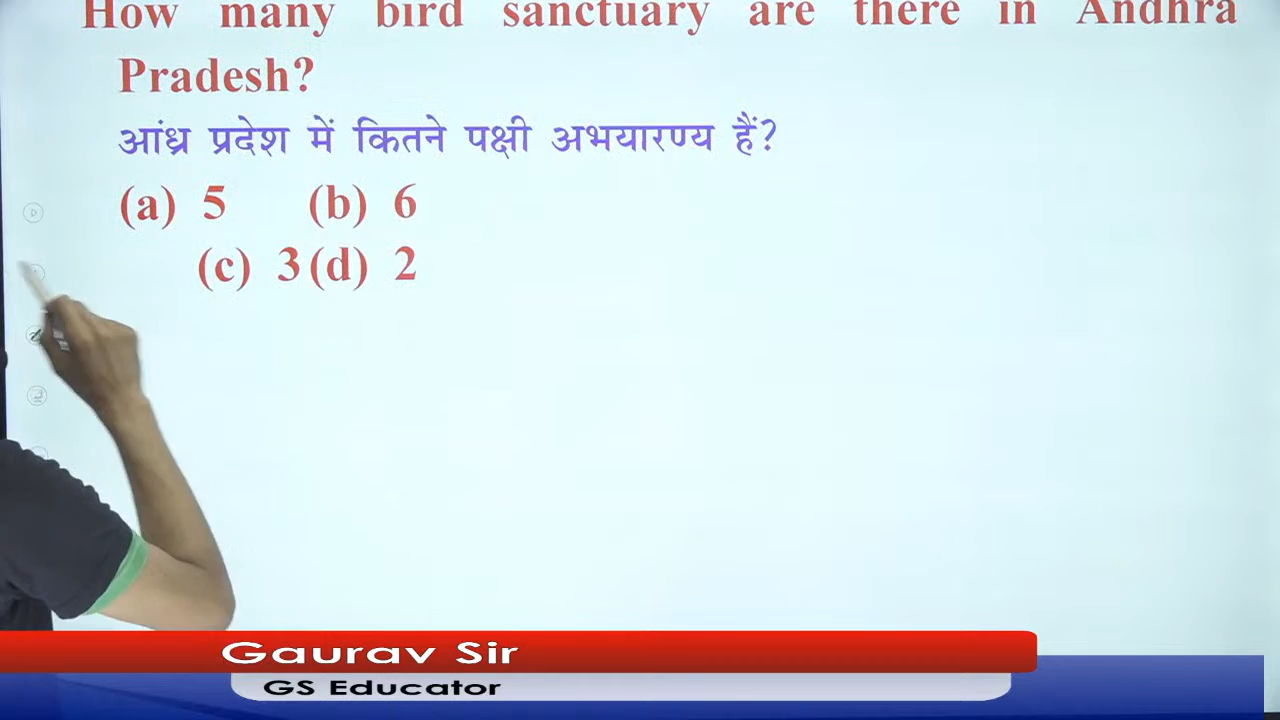 How many bird sanctuary are there in Andhra
Pradesh?
आंध्र प्रदेश में कितने पक्षी अभयारण्य हैं?
(a) 5 (b) 6
(c) 3 (d) 2
Gaurav Sir
GS Educator